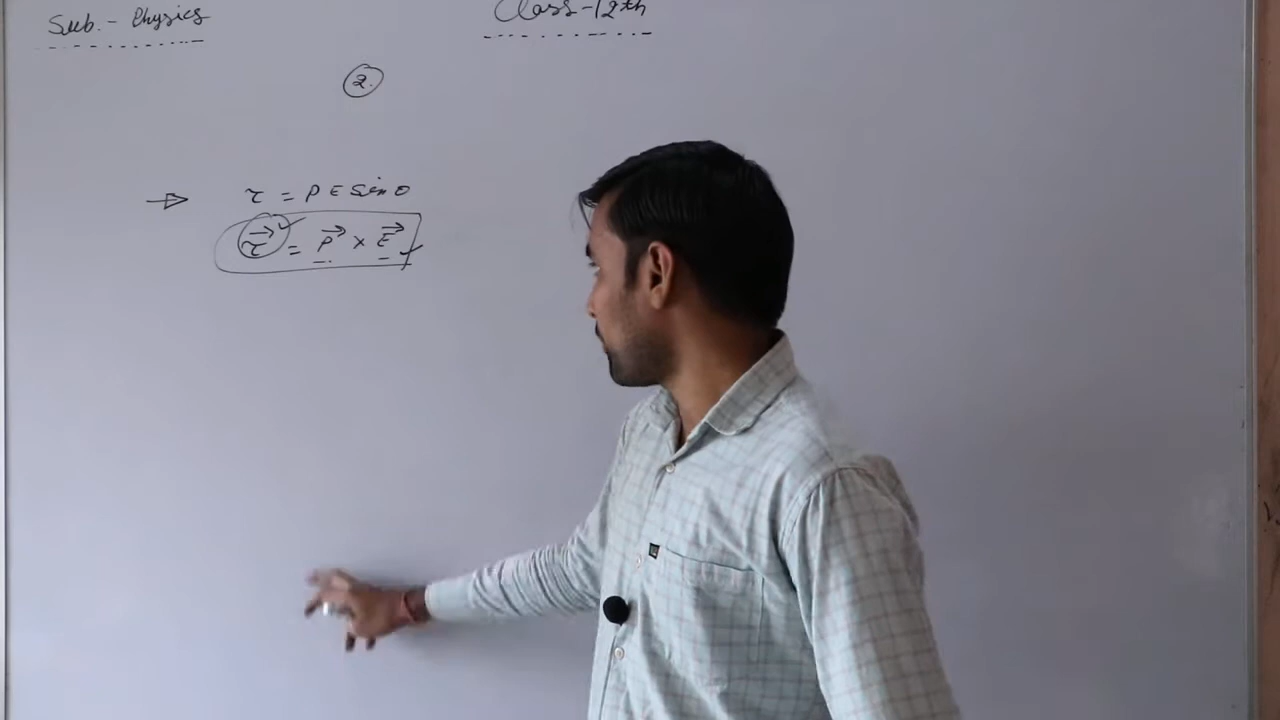 Sub. - Physics
Class - 12th
2.
τ = P E Sin θ
τ⃗ = P⃗ × E⃗